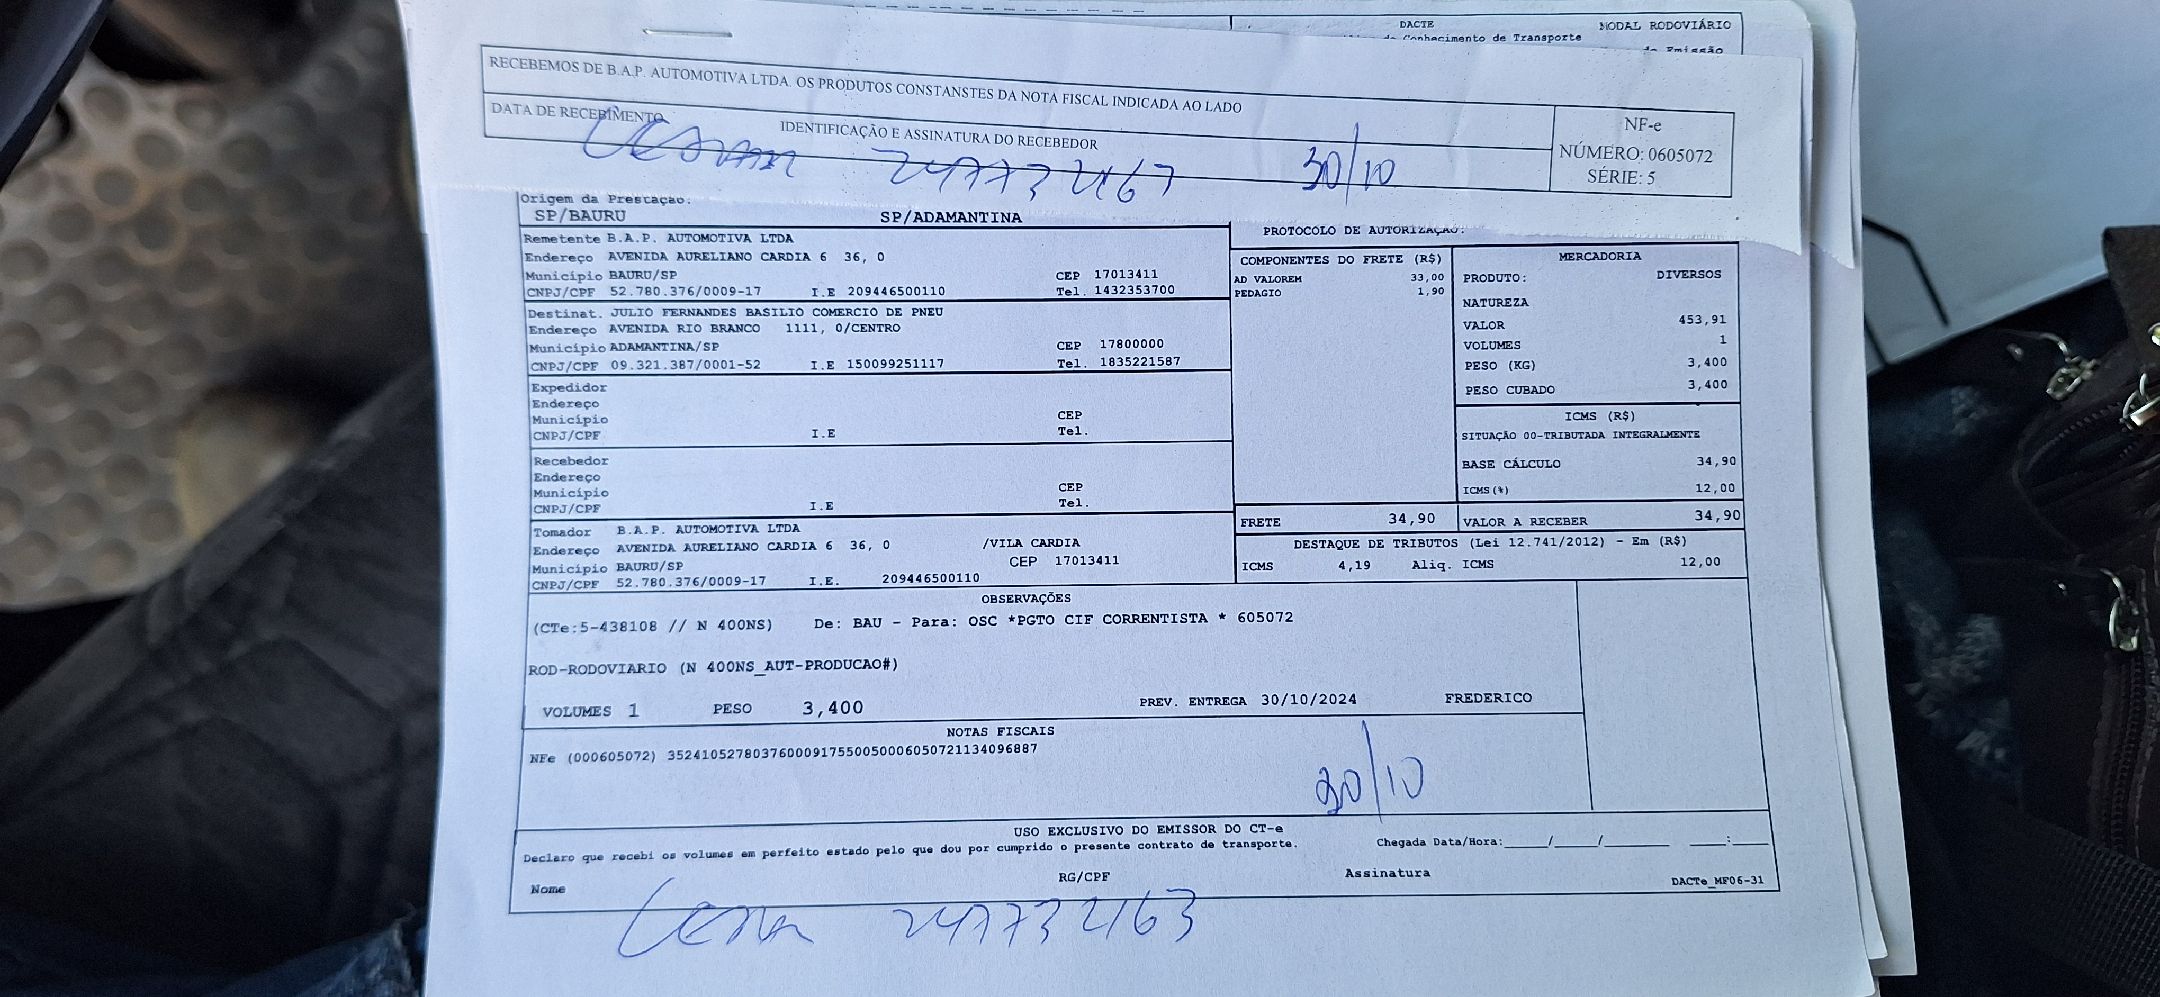 DACTE
MODAL RODOVIÁRIO
Conhecimento de Transporte
Emissão
RECEBEMOS DE B.A.P. AUTOMOTIVA LTDA. OS PRODUTOS CONSTANSTES DA NOTA FISCAL INDICADA AO LADO
DATA DE RECEBIMENTO
IDENTIFICAÇÃO E ASSINATURA DO RECEBEDOR
NF-e
NÚMERO: 0605072
SÉRIE: 5
30/10
Origem da Prestação:
SP/BAURU SP/ADAMANTINA
Remetente B.A.P. AUTOMOTIVA LTDA
Endereço AVENIDA AURELIANO CARDIA 6 36, 0
Município BAURU/SP CEP 17013411
CNPJ/CPF 52.780.376/0009-17 I.E 209446500110 Tel. 1432353700
Destinat. JULIO FERNANDES BASILIO COMERCIO DE PNEU
Endereço AVENIDA RIO BRANCO 1111, 0/CENTRO
Município ADAMANTINA/SP CEP 17800000
CNPJ/CPF 09.321.387/0001-52 I.E 150099251117 Tel. 1835221587
Expedidor
Endereço
Município CEP
CNPJ/CPF I.E Tel.
Recebedor
Endereço
Município CEP
CNPJ/CPF I.E Tel.
Tomador B.A.P. AUTOMOTIVA LTDA
Endereço AVENIDA AURELIANO CARDIA 6 36, 0 /VILA CARDIA
Município BAURU/SP CEP 17013411
CNPJ/CPF 52.780.376/0009-17 I.E. 209446500110
PROTOCOLO DE AUTORIZAÇÃO:
COMPONENTES DO FRETE (R$)
AD VALOREM 33,00
PEDAGIO 1,90
FRETE 34,90
MERCADORIA
PRODUTO: DIVERSOS
NATUREZA
VALOR 453,91
VOLUMES 1
PESO (KG) 3,400
PESO CUBADO 3,400
ICMS (R$)
SITUAÇÃO 00-TRIBUTADA INTEGRALMENTE
BASE CÁLCULO 34,90
ICMS(%) 12,00
VALOR A RECEBER 34,90
DESTAQUE DE TRIBUTOS (Lei 12.741/2012) - Em (R$)
ICMS 4,19 Aliq. ICMS 12,00
OBSERVAÇÕES
(CTe:5-438108 // N 400NS) De: BAU - Para: OSC *PGTO CIF CORRENTISTA * 605072
ROD-RODOVIARIO (N 400NS_AUT-PRODUCAO#)
VOLUMES 1 PESO 3,400 PREV. ENTREGA 30/10/2024 FREDERICO
NOTAS FISCAIS
NFe (000605072) 35241052780376000917550050006050721134096887
30/10
USO EXCLUSIVO DO EMISSOR DO CT-e
Declaro que recebi os volumes em perfeito estado pelo que dou por cumprido o presente contrato de transporte.
Chegada Data/Hora:_____/_____/_______ ____:____
Nome RG/CPF Assinatura
DACTe_MF06-31